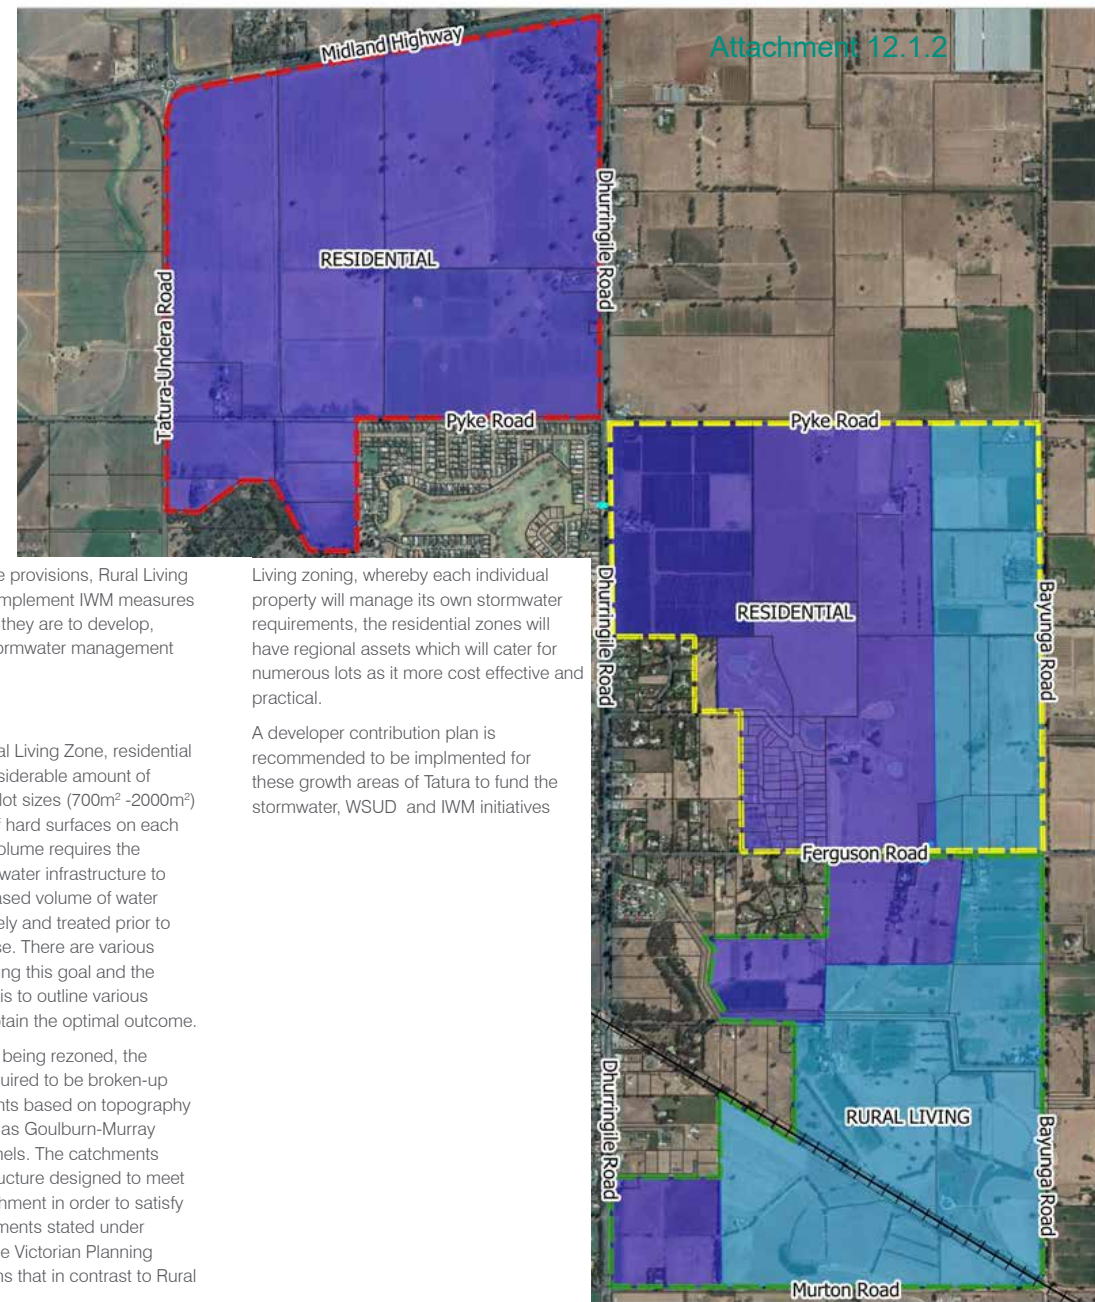 Attachment 12.1.2
Midland Highway
Dhurringile Road
RESIDENTIAL
Tatura-Undera Road
Pyke Road
Pyke Road
Dhurringile Road
RESIDENTIAL
Bayunga Road
Ferguson Road
RURAL LIVING
Dhurringile Road
Bayunga Road
Murton Road
e provisions, Rural Living
mplement IWM measures
they are to develop,
ormwater management
al Living Zone, residential
siderable amount of
lot sizes (700m² -2000m²)
f hard surfaces on each
olume requires the
water infrastructure to
ased volume of water
ely and treated prior to
se. There are various
ing this goal and the
is to outline various
otain the optimal outcome.
being rezoned, the
uired to be broken-up
nts based on topography
as Goulburn-Murray
nels. The catchments
ucture designed to meet
hment in order to satisfy
ments stated under
e Victorian Planning
ns that in contrast to Rural
Living zoning, whereby each individual
property will manage its own stormwater
requirements, the residential zones will
have regional assets which will cater for
numerous lots as it more cost effective and
practical.
A developer contribution plan is
recommended to be implmented for
these growth areas of Tatura to fund the
stormwater, WSUD and IWM initiatives